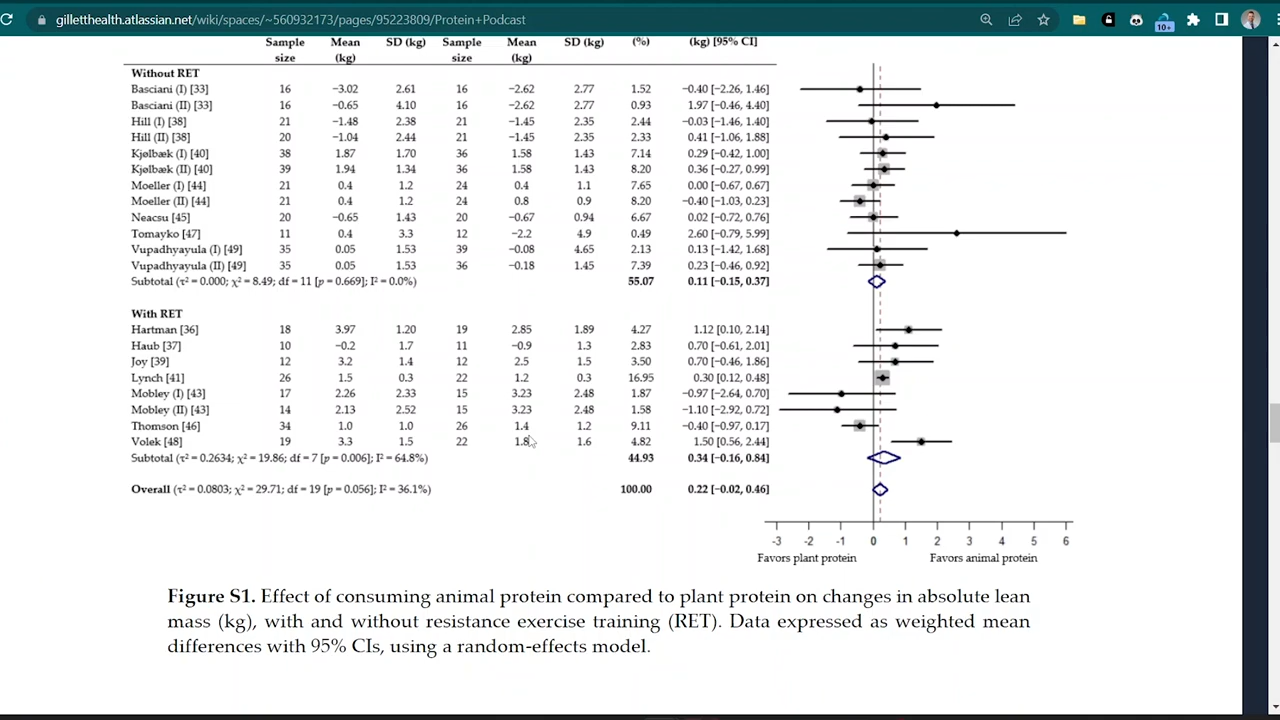 gilletthealth.atlassian.net/wiki/spaces/~560932173/pages/95223809/Protein+Podcast
10+
Sample size Mean (kg) SD (kg) Sample size Mean (kg) SD (kg) (%) (kg) [95% CI]
Without RET
Basciani (I) [33] 16 −3.02 2.61 16 −2.62 2.77 1.52 −0.40 [−2.26, 1.46]
Basciani (II) [33] 16 −0.65 4.10 16 −2.62 2.77 0.93 1.97 [−0.46, 4.40]
Hill (I) [38] 21 −1.48 2.38 21 −1.45 2.35 2.44 −0.03 [−1.46, 1.40]
Hill (II) [38] 20 −1.04 2.44 21 −1.45 2.35 2.33 0.41 [−1.06, 1.88]
Kjølbæk (I) [40] 38 1.87 1.70 36 1.58 1.43 7.14 0.29 [−0.42, 1.00]
Kjølbæk (II) [40] 39 1.94 1.34 36 1.58 1.43 8.20 0.36 [−0.27, 0.99]
Moeller (I) [44] 21 0.4 1.2 24 0.4 1.1 7.65 0.00 [−0.67, 0.67]
Moeller (II) [44] 21 0.4 1.2 24 0.8 0.9 8.20 −0.40 [−1.03, 0.23]
Neacsu [45] 20 −0.65 1.43 20 −0.67 0.94 6.67 0.02 [−0.72, 0.76]
Tomayko [47] 11 0.4 3.3 12 −2.2 4.9 0.49 2.60 [−0.79, 5.99]
Vupadhyayula (I) [49] 35 0.05 1.53 39 −0.08 4.65 2.13 0.13 [−1.42, 1.68]
Vupadhyayula (II) [49] 35 0.05 1.53 36 −0.18 1.45 7.39 0.23 [−0.46, 0.92]
Subtotal (τ² = 0.000; χ² = 8.49; df = 11 [p = 0.669]; I² = 0.0%) 55.07 0.11 [−0.15, 0.37]
With RET
Hartman [36] 18 3.97 1.20 19 2.85 1.89 4.27 1.12 [0.10, 2.14]
Haub [37] 10 −0.2 1.7 11 −0.9 1.3 2.83 0.70 [−0.61, 2.01]
Joy [39] 12 3.2 1.4 12 2.5 1.5 3.50 0.70 [−0.46, 1.86]
Lynch [41] 26 1.5 0.3 22 1.2 0.3 16.95 0.30 [0.12, 0.48]
Mobley (I) [43] 17 2.26 2.33 15 3.23 2.48 1.87 −0.97 [−2.64, 0.70]
Mobley (II) [43] 14 2.13 2.52 15 3.23 2.48 1.58 −1.10 [−2.92, 0.72]
Thomson [46] 34 1.0 1.0 26 1.4 1.2 9.11 −0.40 [−0.97, 0.17]
Volek [48] 19 3.3 1.5 22 1.8 1.6 4.82 1.50 [0.56, 2.44]
Subtotal (τ² = 0.2634; χ² = 19.86; df = 7 [p = 0.006]; I² = 64.8%) 44.93 0.34 [−0.16, 0.84]
Overall (τ² = 0.0803; χ² = 29.71; df = 19 [p = 0.056]; I² = 36.1%) 100.00 0.22 [−0.02, 0.46]
-3 -2 -1 0 1 2 3 4 5 6
Favors plant protein Favors animal protein
Figure S1. Effect of consuming animal protein compared to plant protein on changes in absolute lean
mass (kg), with and without resistance exercise training (RET). Data expressed as weighted mean
differences with 95% CIs, using a random-effects model.